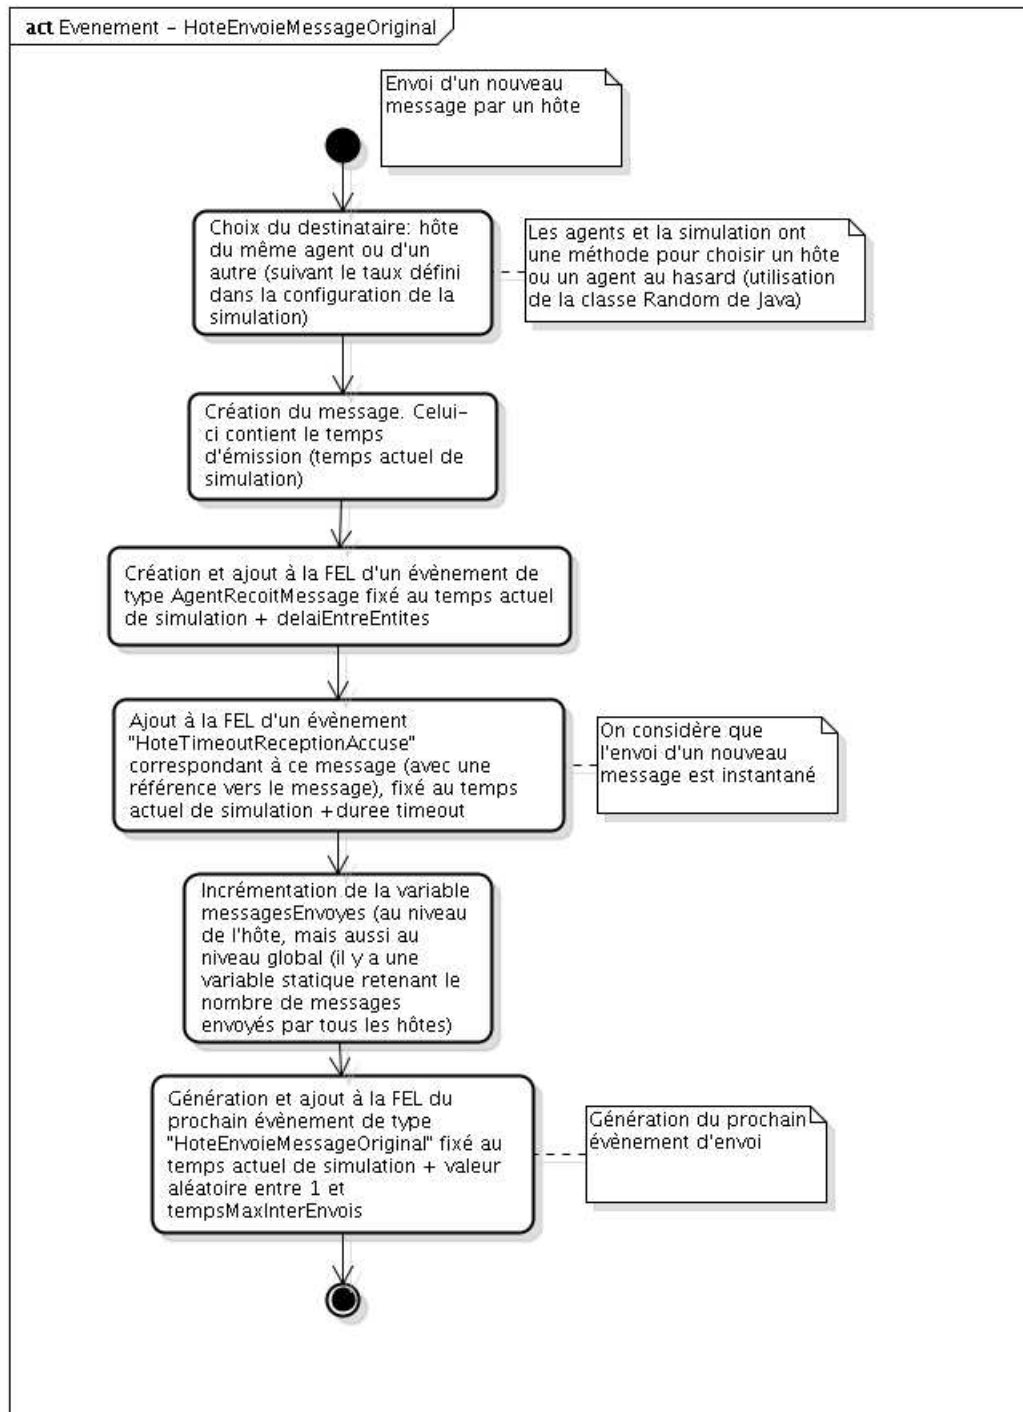 act Evenement – HoteEnvoieMessageOriginal
Envoi d'un nouveau
message par un hôte
Choix du destinataire: hôte
du même agent ou d'un
autre (suivant le taux défini
dans la configuration de la
simulation)
Les agents et la simulation ont
une méthode pour choisir un hôte
ou un agent au hasard (utilisation
de la classe Random de Java)
Création du message. Celui-
ci contient le temps
d'émission (temps actuel de
simulation)
Création et ajout à la FEL d'un évènement de
type AgentRecoitMessage fixé au temps actuel
de simulation + delaiEntreEntites
Ajout à la FEL d'un évènement
"HoteTimeoutReceptionAccuse"
correspondant à ce message (avec une
référence vers le message), fixé au temps
actuel de simulation +duree timeout
On considère que
l'envoi d'un nouveau
message est instantané
Incrémentation de la variable
messagesEnvoyes (au niveau
de l'hôte, mais aussi au
niveau global (il y a une
variable statique retenant le
nombre de messages
envoyés par tous les hôtes)
Génération et ajout à la FEL du
prochain évènement de type
"HoteEnvoieMessageOriginal" fixé au
temps actuel de simulation + valeur
aléatoire entre 1 et
tempsMaxInterEnvois
Génération du prochain
évènement d'envoi